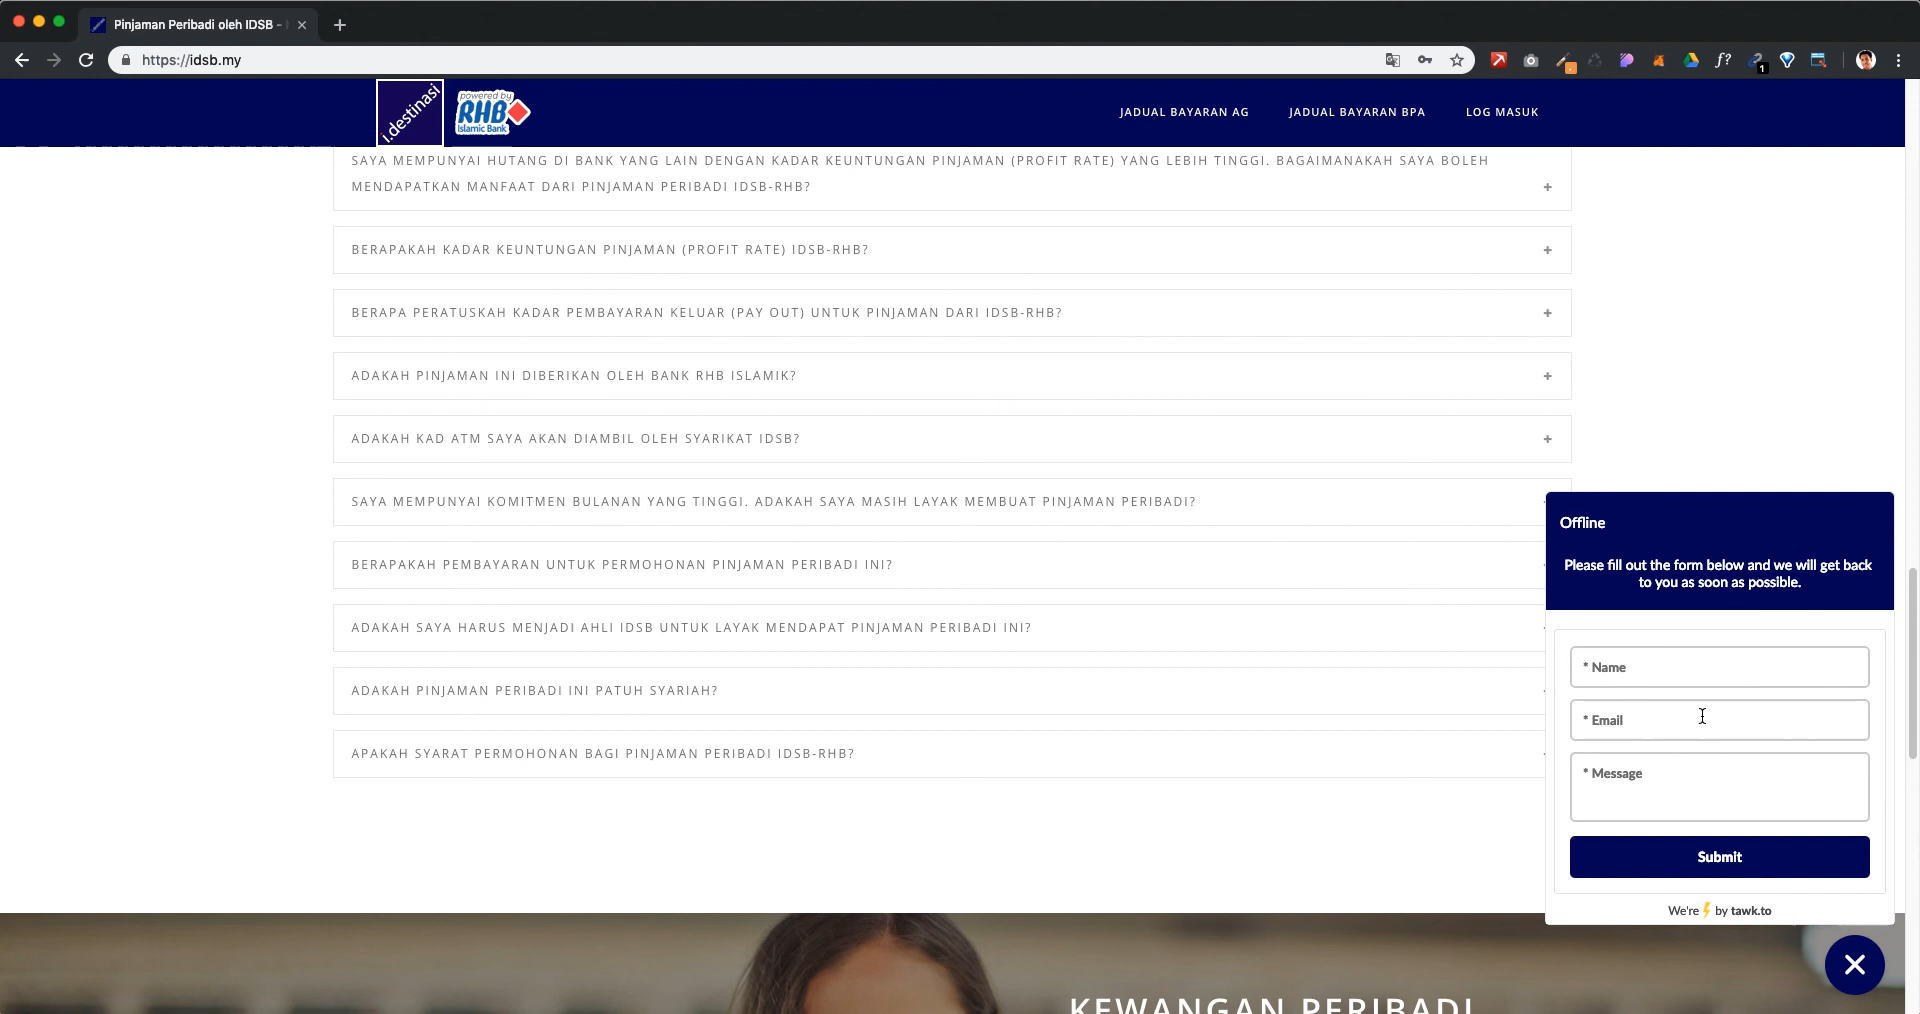 Pinjaman Peribadi oleh IDSB -
https://idsb.my
f?
1
i.destinasi
powered by
RHB
Islamic Bank
JADUAL BAYARAN AG
JADUAL BAYARAN BPA
LOG MASUK
SAYA MEMPUNYAI HUTANG DI BANK YANG LAIN DENGAN KADAR KEUNTUNGAN PINJAMAN (PROFIT RATE) YANG LEBIH TINGGI. BAGAIMANAKAH SAYA BOLEH
MENDAPATKAN MANFAAT DARI PINJAMAN PERIBADI IDSB-RHB?
BERAPAKAH KADAR KEUNTUNGAN PINJAMAN (PROFIT RATE) IDSB-RHB?
BERAPA PERATUSKAH KADAR PEMBAYARAN KELUAR (PAY OUT) UNTUK PINJAMAN DARI IDSB-RHB?
ADAKAH PINJAMAN INI DIBERIKAN OLEH BANK RHB ISLAMIK?
ADAKAH KAD ATM SAYA AKAN DIAMBIL OLEH SYARIKAT IDSB?
SAYA MEMPUNYAI KOMITMEN BULANAN YANG TINGGI. ADAKAH SAYA MASIH LAYAK MEMBUAT PINJAMAN PERIBADI?
BERAPAKAH PEMBAYARAN UNTUK PERMOHONAN PINJAMAN PERIBADI INI?
ADAKAH SAYA HARUS MENJADI AHLI IDSB UNTUK LAYAK MENDAPAT PINJAMAN PERIBADI INI?
ADAKAH PINJAMAN PERIBADI INI PATUH SYARIAH?
APAKAH SYARAT PERMOHONAN BAGI PINJAMAN PERIBADI IDSB-RHB?
Offline
Please fill out the form below and we will get back
to you as soon as possible.
* Name
* Email
* Message
Submit
We're by tawk.to
KEWANGAN PERIBADI